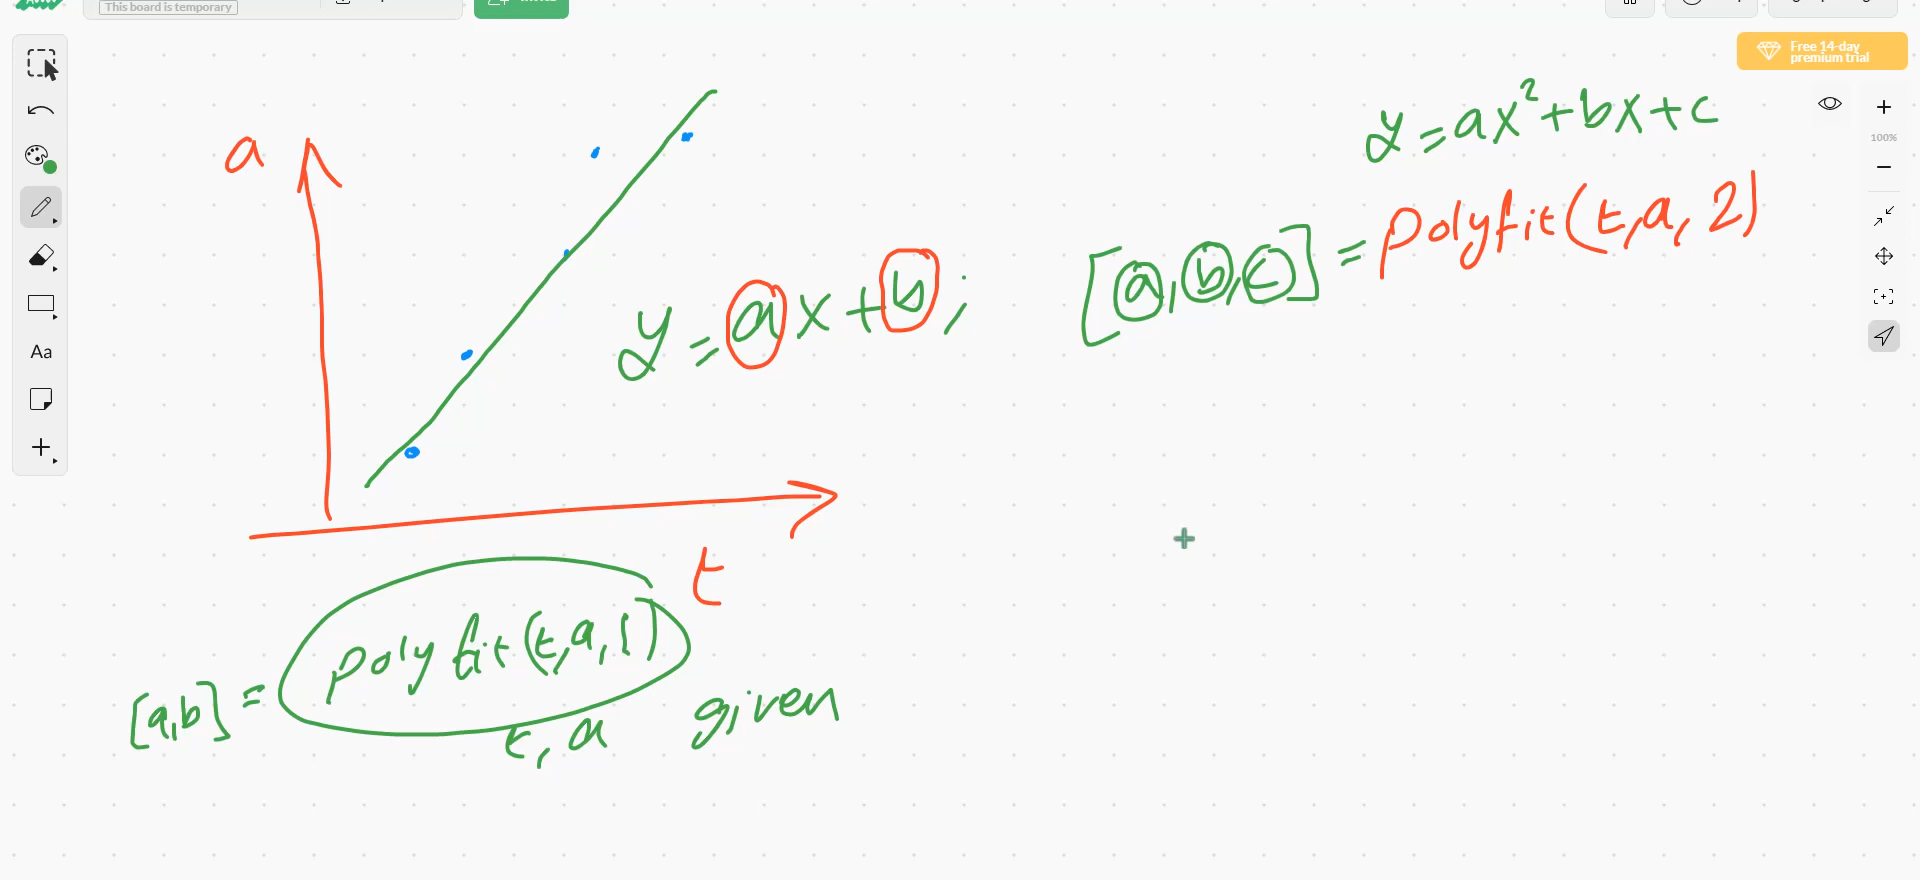 This board is temporary
Free 14-day
premium trial
100%
Aa
a
y = ax² + bx + c
[a, b, c] = Polyfit(t, a, 2)
y = ax + b;
t
[a, b] = polyfit(t, a, 1)
t, a given